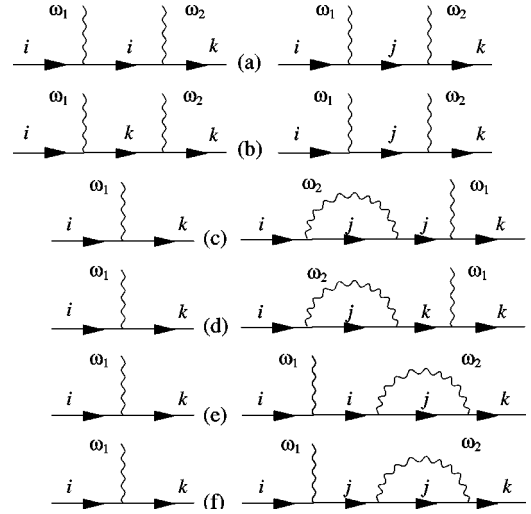 ω1 ω2 ω1 ω2
i i k (a) i j k
ω1 ω2 ω1 ω2
i k k (b) i j k
ω1 ω2 ω1
i k (c) i j j k
ω1 ω2 ω1
i k (d) i j k k
ω1 ω1 ω2
i k (e) i i j k
ω1 ω1 ω2
i k (f) i j j k